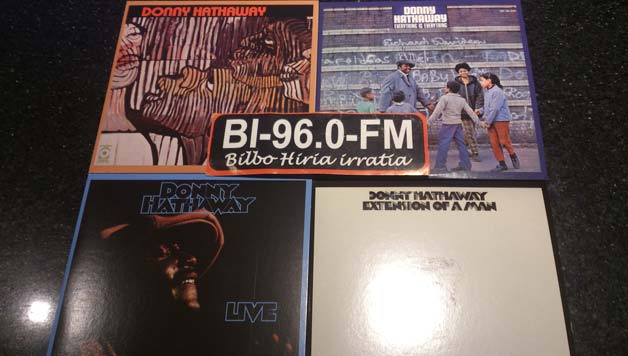 DONNY HATHAWAY
DONNY
HATHAWAY
EVERYTHING IS EVERYTHING
BI-96.0-FM
Bilbo Hiria irratia
DONNY
HATHAWAY
LIVE
DONNY HATHAWAY
EXTENSION OF A MAN